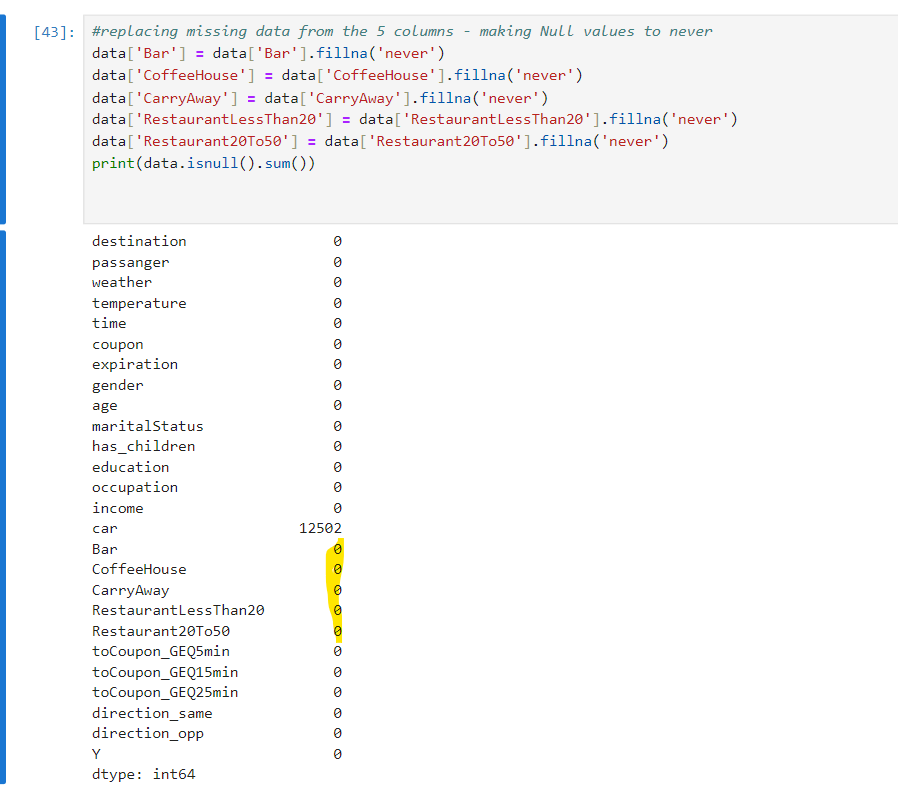 [43]: #replacing missing data from the 5 columns - making Null values to never
data['Bar'] = data['Bar'].fillna('never')
data['CoffeeHouse'] = data['CoffeeHouse'].fillna('never')
data['CarryAway'] = data['CarryAway'].fillna('never')
data['RestaurantLessThan20'] = data['RestaurantLessThan20'].fillna('never')
data['Restaurant20To50'] = data['Restaurant20To50'].fillna('never')
print(data.isnull().sum())
destination 0
passanger 0
weather 0
temperature 0
time 0
coupon 0
expiration 0
gender 0
age 0
maritalStatus 0
has_children 0
education 0
occupation 0
income 0
car 12502
Bar 0
CoffeeHouse 0
CarryAway 0
RestaurantLessThan20 0
Restaurant20To50 0
toCoupon_GEQ5min 0
toCoupon_GEQ15min 0
toCoupon_GEQ25min 0
direction_same 0
direction_opp 0
Y 0
dtype: int64